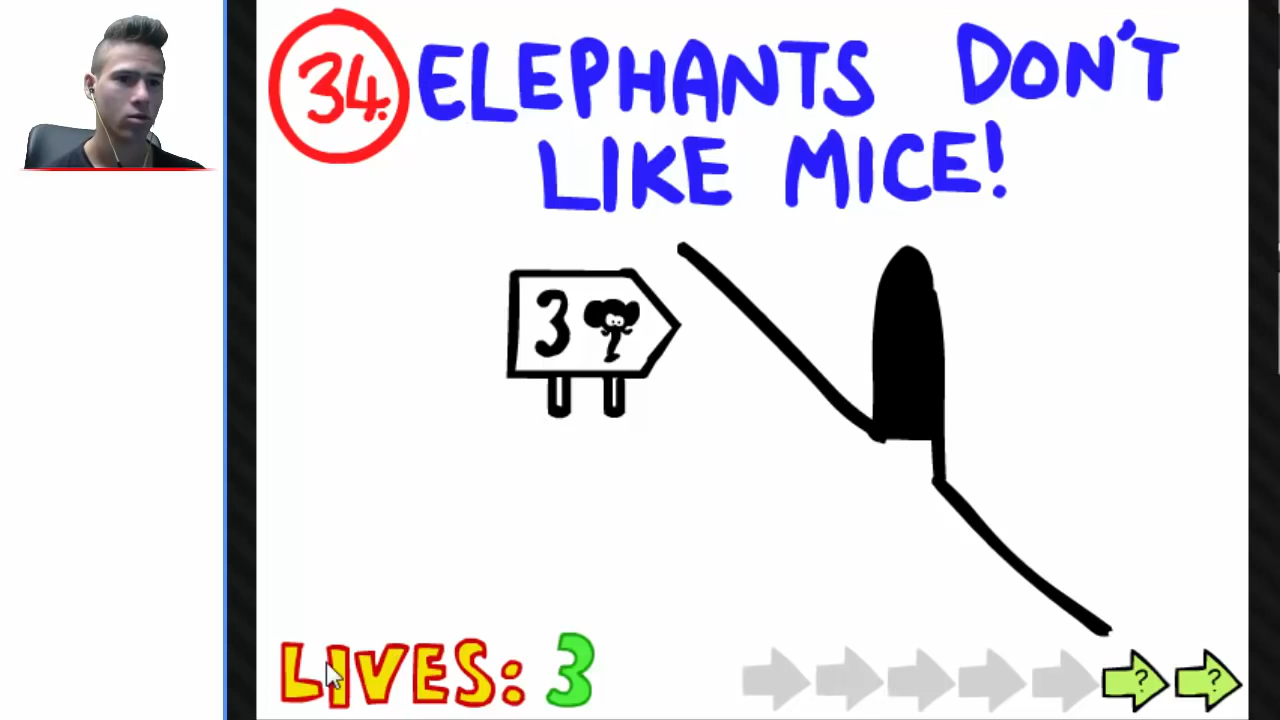 34. ELEPHANTS DON'T
LIKE MICE!
3
LIVES: 3
? ?